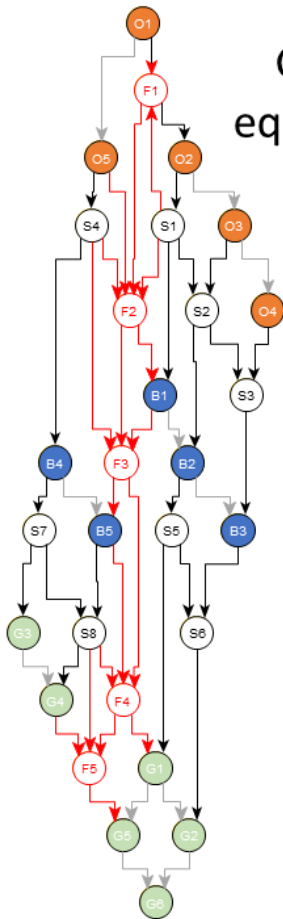 O1
F1
eq
O5 O2
S4 S1 O3
F2 S2 O4
B1 S3
B4 F3 B2
S7 B5 S5 B3
G3 S8 S6
G4 F4
F5 G1
G5 G2
G6